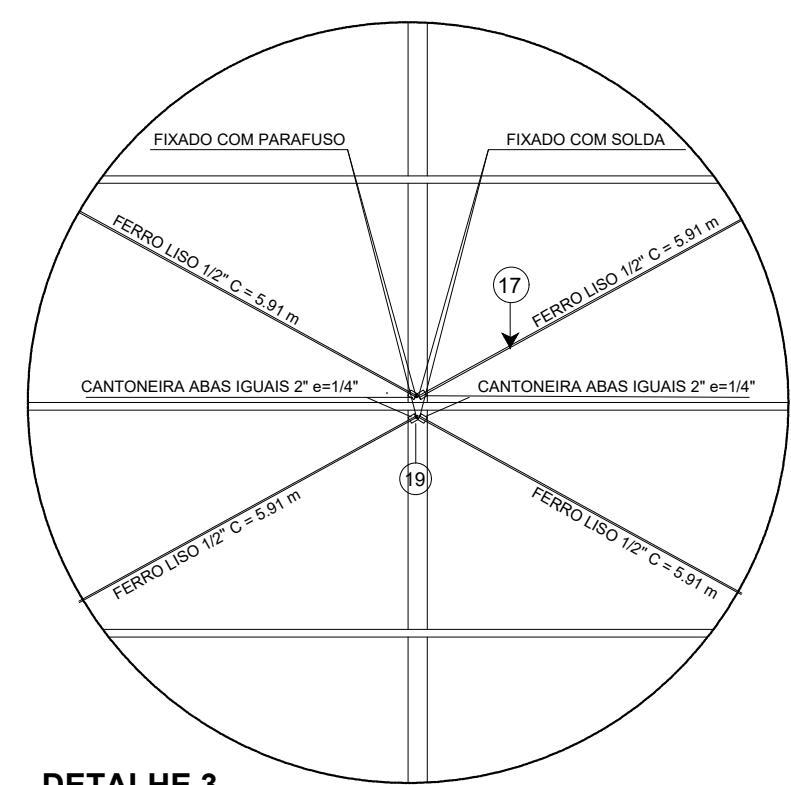 FIXADO COM PARAFUSO
FIXADO COM SOLDA
FERRO LISO 1/2" C = 5.91 m
FERRO LISO 1/2" C = 5.91 m
17
CANTONEIRA ABAS IGUAIS 2" e=1/4"
CANTONEIRA ABAS IGUAIS 2" e=1/4"
19
FERRO LISO 1/2" C = 5.91 m
FERRO LISO 1/2" C = 5.91 m
DETALHE 3